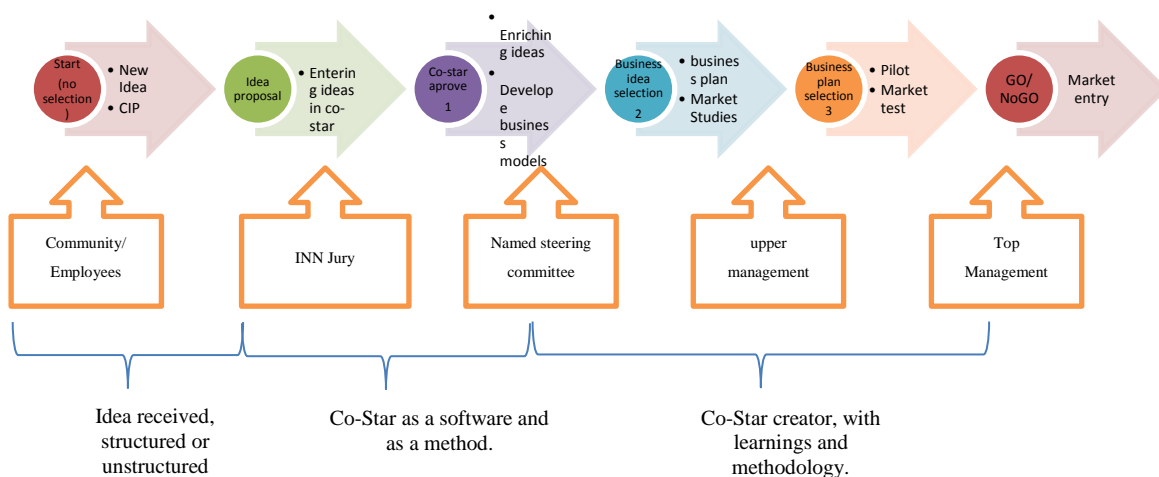 Start
(no
selection
)
• New
Idea
• CIP
Idea
proposal
• Enterin
g ideas
in co-
star
Co-star
aprove
1
•
Enrichin
g ideas
• Develop
e
busines
s
models
Business
idea
selection
2
• busines
s plan
• Market
Studies
Business
plan
selection
3
• Pilot
• Market
test
GO/
NoGO
Market
entry
Community/
Employees
INN Jury
Named steering
committee
upper
management
Top
Management
Idea received,
structured or
unstructured
Co-Star as a software and
as a method.
Co-Star creator, with
learnings and
methodology.